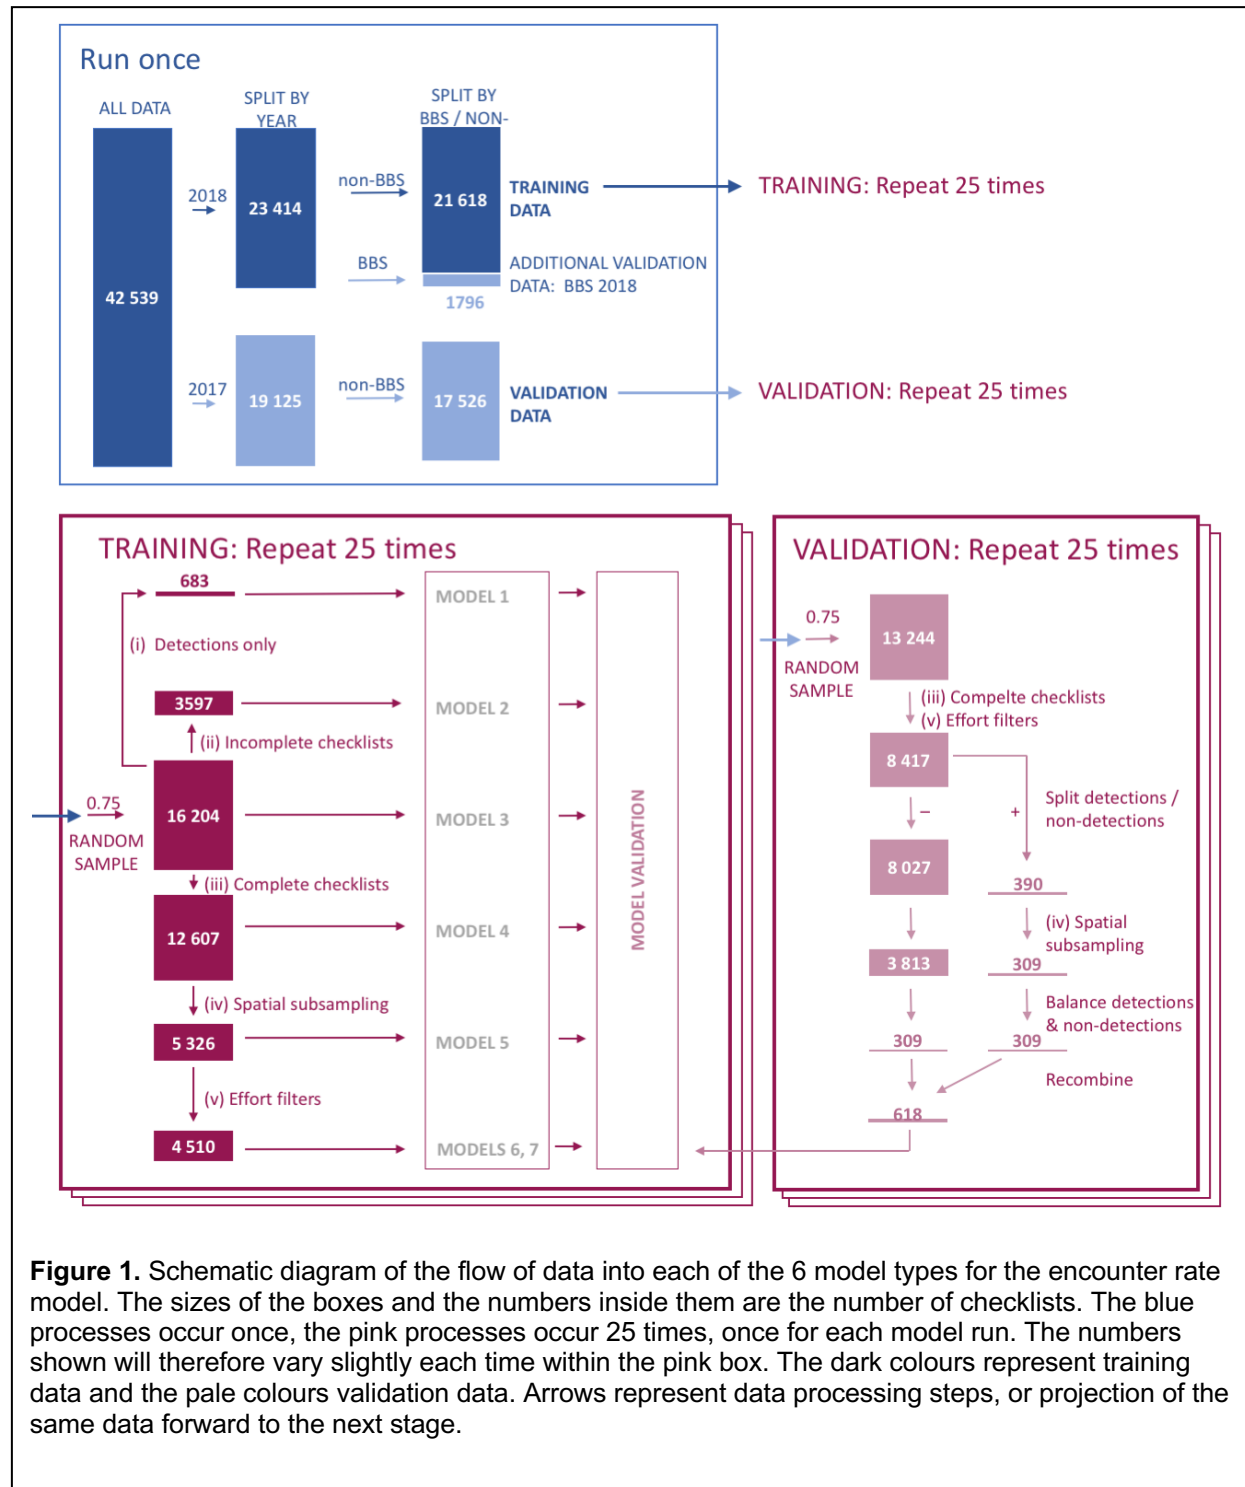 Run once
ALL DATA
SPLIT BY
YEAR
SPLIT BY
BBS / NON-
42 539
2018
23 414
non-BBS
21 618
TRAINING
DATA
TRAINING: Repeat 25 times
BBS
ADDITIONAL VALIDATION
DATA: BBS 2018
1796
2017
19 125
non-BBS
17 526
VALIDATION
DATA
VALIDATION: Repeat 25 times
TRAINING: Repeat 25 times
683
MODEL 1
(i) Detections only
3597
MODEL 2
(ii) Incomplete checklists
0.75
RANDOM
SAMPLE
16 204
MODEL 3
(iii) Complete checklists
12 607
MODEL 4
(iv) Spatial subsampling
5 326
MODEL 5
(v) Effort filters
4 510
MODELS 6, 7
MODEL VALIDATION
VALIDATION: Repeat 25 times
0.75
RANDOM
SAMPLE
13 244
(iii) Compelte checklists
(v) Effort filters
8 417
Split detections /
non-detections
–
+
8 027
390
(iv) Spatial
subsampling
3 813
309
Balance detections
& non-detections
309
309
Recombine
618
Figure 1. Schematic diagram of the flow of data into each of the 6 model types for the encounter rate
model. The sizes of the boxes and the numbers inside them are the number of checklists. The blue
processes occur once, the pink processes occur 25 times, once for each model run. The numbers
shown will therefore vary slightly each time within the pink box. The dark colours represent training
data and the pale colours validation data. Arrows represent data processing steps, or projection of the
same data forward to the next stage.